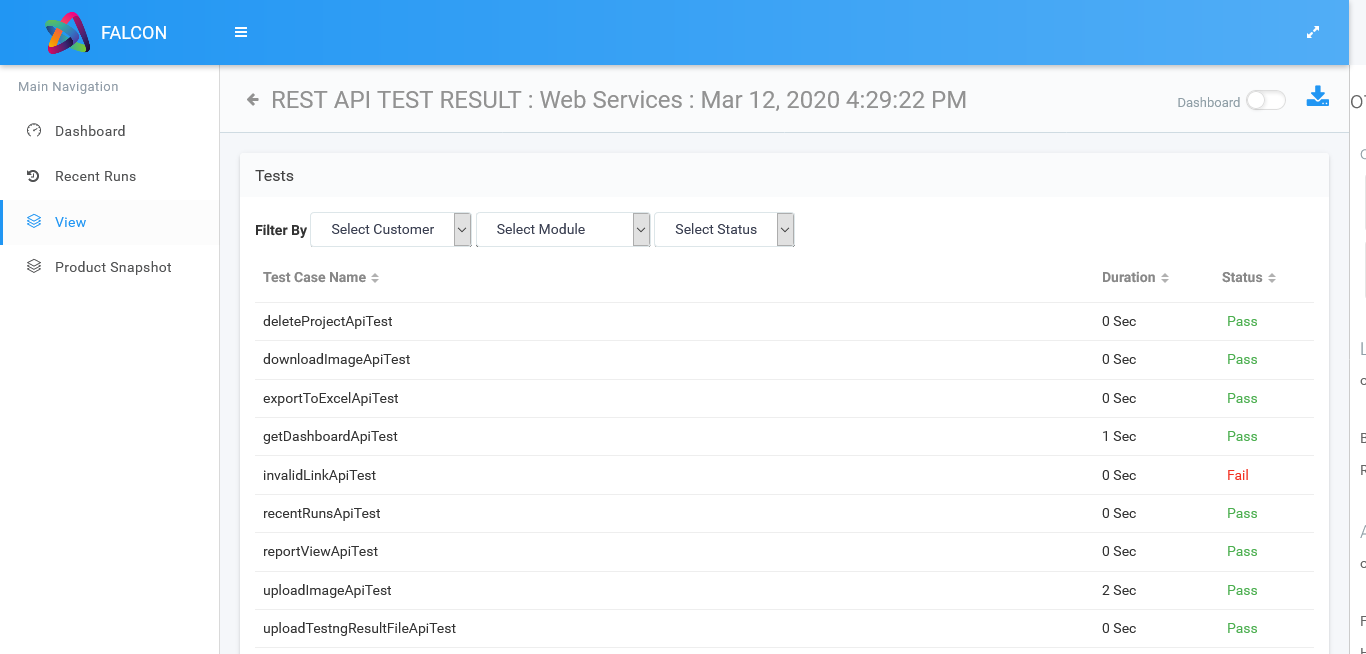 FALCON
Main Navigation
Dashboard
Recent Runs
View
Product Snapshot
REST API TEST RESULT : Web Services : Mar 12, 2020 4:29:22 PM
Dashboard
Tests
Filter By Select Customer Select Module Select Status
Test Case Name Duration Status
deleteProjectApiTest 0 Sec Pass
downloadImageApiTest 0 Sec Pass
exportToExcelApiTest 0 Sec Pass
getDashboardApiTest 1 Sec Pass
invalidLinkApiTest 0 Sec Fail
recentRunsApiTest 0 Sec Pass
reportViewApiTest 0 Sec Pass
uploadImageApiTest 2 Sec Pass
uploadTestngResultFileApiTest 0 Sec Pass